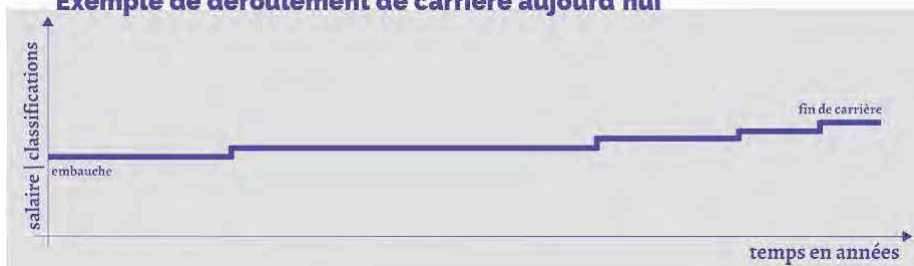 Exemple de déroulement de carrière aujourd'hui
salaire | classifications
fin de carrière
embauche
temps en années